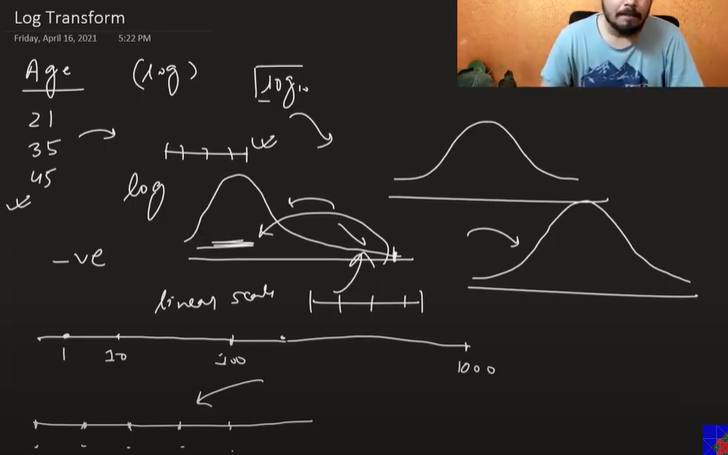 Log Transform
Friday, April 16, 2021 5:22 PM
Age (log) log10
21
35
45
log
-ve
linear scale
1 10 100 1000